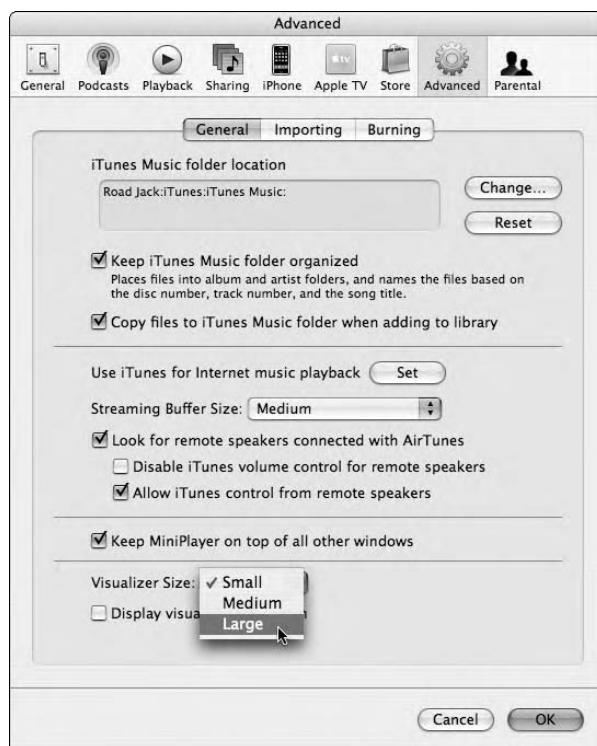 Advanced
General Podcasts Playback Sharing iPhone Apple TV Store Advanced Parental
General Importing Burning
iTunes Music folder location
Road Jack:iTunes:iTunes Music:
Change...
Reset
Keep iTunes Music folder organized
Places files into album and artist folders, and names the files based on
the disc number, track number, and the song title.
Copy files to iTunes Music folder when adding to library
Use iTunes for Internet music playback Set
Streaming Buffer Size: Medium
Look for remote speakers connected with AirTunes
Disable iTunes volume control for remote speakers
Allow iTunes control from remote speakers
Keep MiniPlayer on top of all other windows
Visualizer Size: ✓ Small
Medium
Display visua
Large
Cancel OK